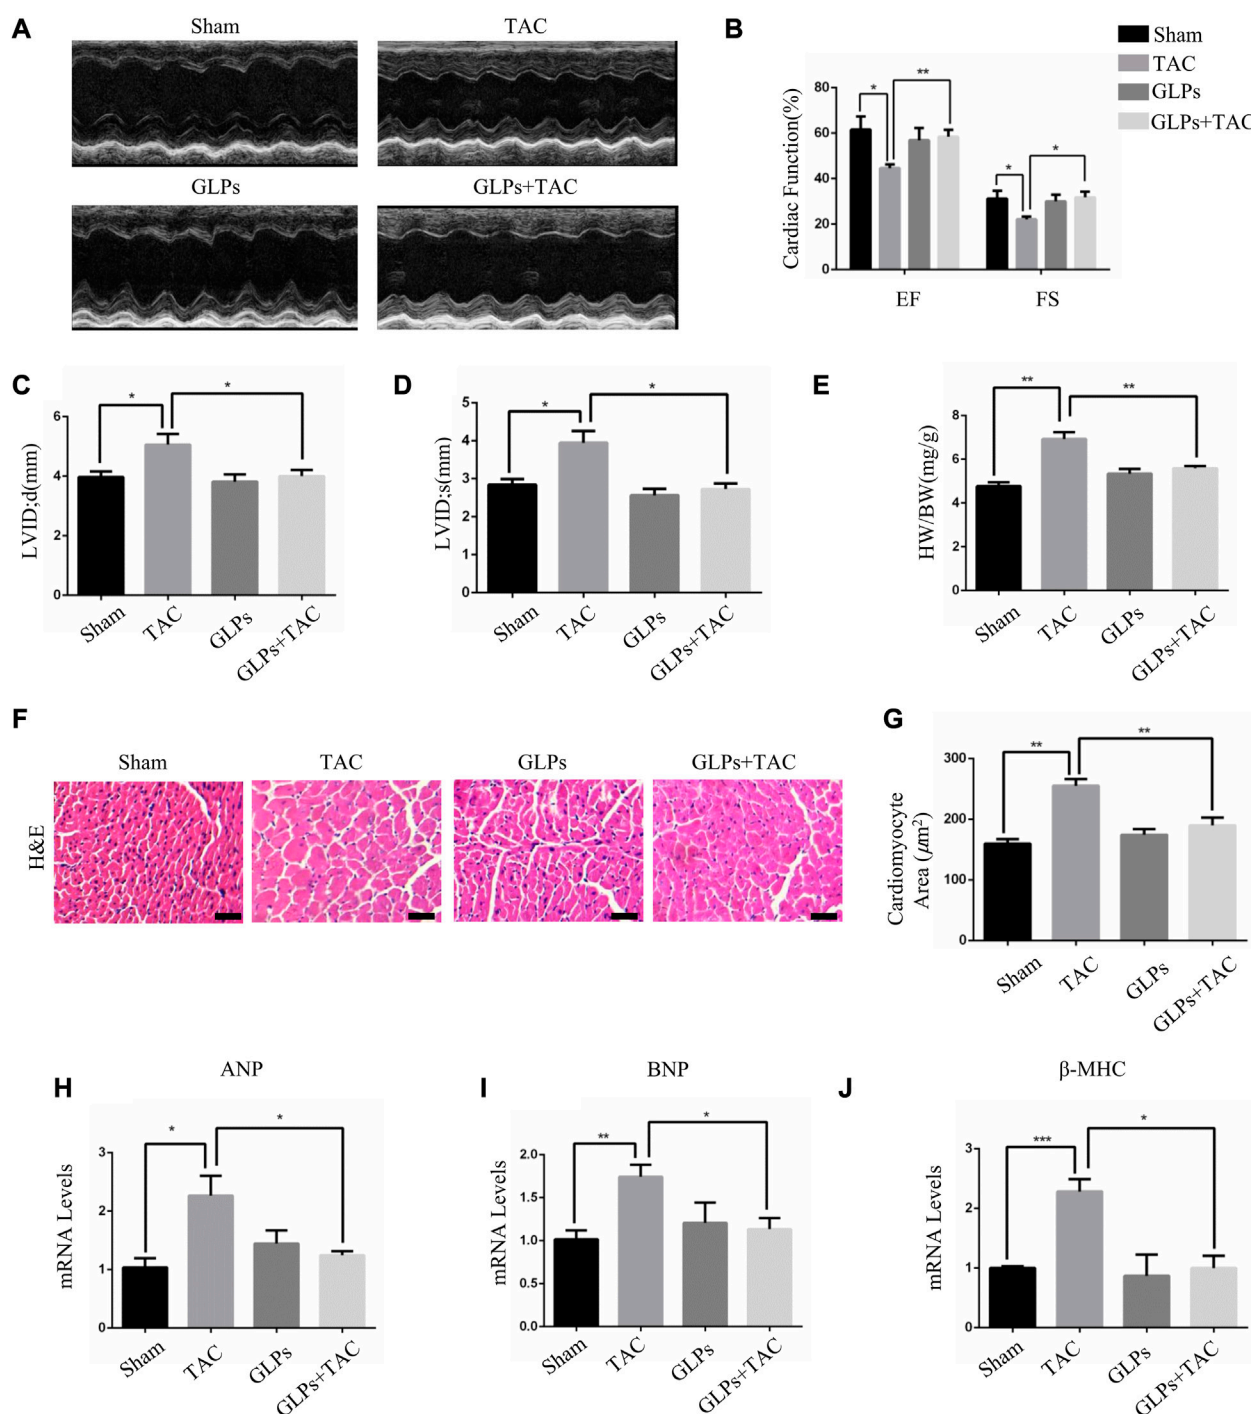 A
Sham
TAC
GLPs
GLPs+TAC
B
Sham
TAC
GLPs
GLPs+TAC
Cardiac Function(%)
80
60
40
20
0
*
**
*
*
EF
FS
C
LVID;d(mm)
6
4
2
0
*
*
Sham
TAC
GLPs
GLPs+TAC
D
LVID;s(mm)
5
4
3
2
1
0
*
*
Sham
TAC
GLPs
GLPs+TAC
E
HW/BW(mg/g)
8
6
4
2
0
**
**
Sham
TAC
GLPs
GLPs+TAC
F
Sham
TAC
GLPs
GLPs+TAC
H&E
G
Cardiomyocyte
Area (μm²)
300
200
100
0
**
**
Sham
TAC
GLPs
GLPs+TAC
H
ANP
mRNA Levels
3
2
1
0
*
*
Sham
TAC
GLPs
GLPs+TAC
I
BNP
mRNA Levels
2.0
1.5
1.0
0.5
0.0
**
*
Sham
TAC
GLPs
GLPs+TAC
J
β-MHC
mRNA Levels
3
2
1
0
***
*
Sham
TAC
GLPs
GLPs+TAC